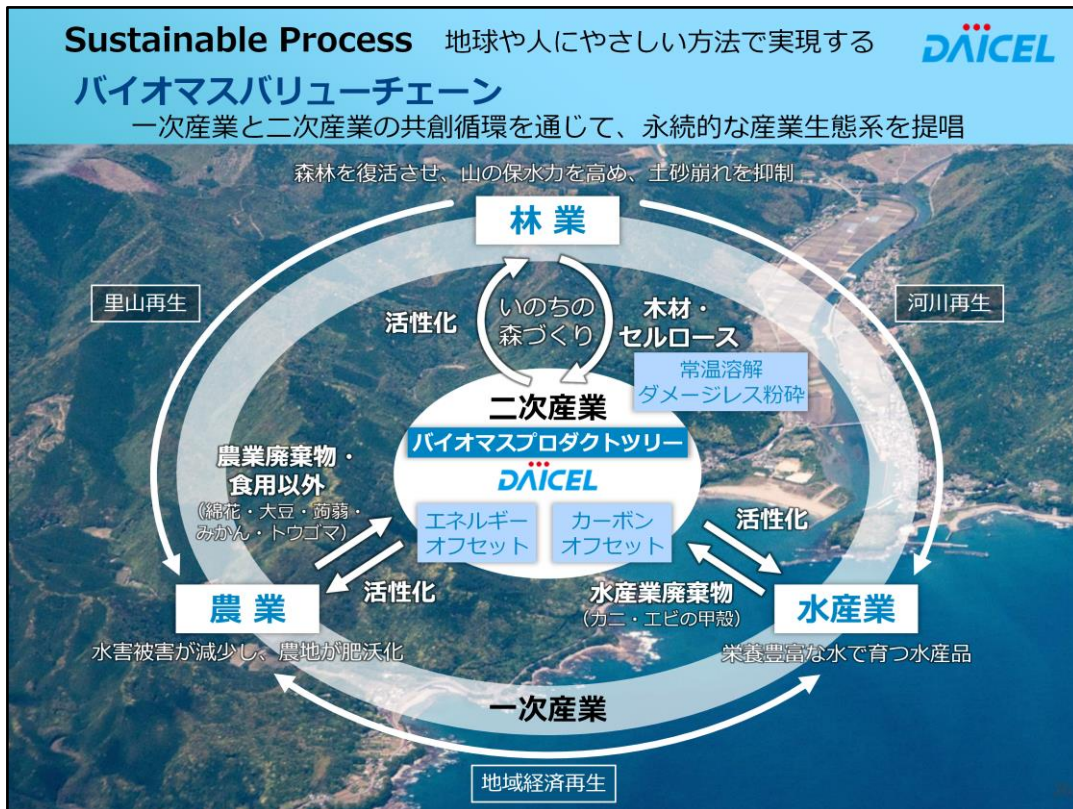 Sustainable Process 地球や人にやさしい方法で実現する
DAICEL
バイオマスバリューチェーン
一次産業と二次産業の共創循環を通じて、永続的な産業生態系を提唱
森林を復活させ、山の保水力を高め、土砂崩れを抑制
林業
里山再生
河川再生
活性化
いのちの
森づくり
木材・
セルロース
常温溶解
ダメージレス粉砕
二次産業
バイオマスプロダクトツリー
DAICEL
エネルギー
オフセット
カーボン
オフセット
農業廃棄物・
食用以外
(綿花・大豆・蒟蒻・
みかん・トウゴマ)
活性化
活性化
水産業廃棄物
(カニ・エビの甲殻)
農業
水害被害が減少し、農地が肥沃化
水産業
栄養豊富な水で育つ水産品
一次産業
地域経済再生